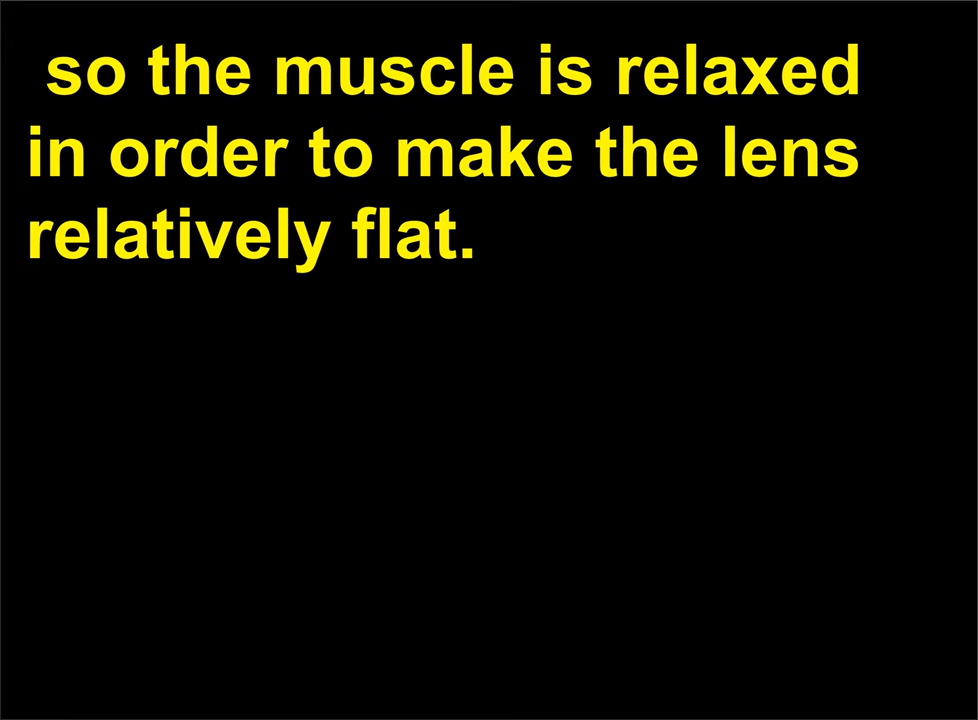 so the muscle is relaxed
in order to make the lens
relatively flat.